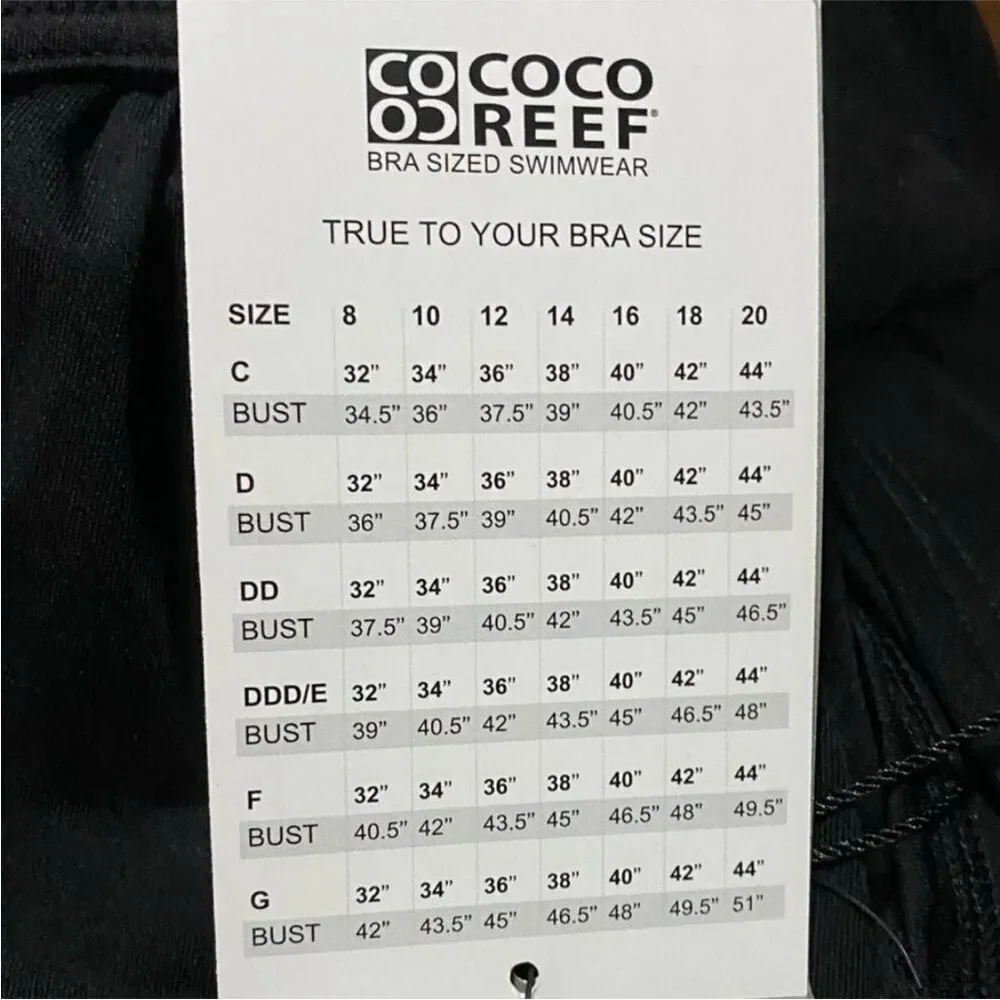 COCO
REEF®
BRA SIZED SWIMWEAR
TRUE TO YOUR BRA SIZE
SIZE 8 10 12 14 16 18 20
C 32” 34” 36” 38” 40” 42” 44”
BUST 34.5” 36” 37.5” 39” 40.5” 42” 43.5”
D 32” 34” 36” 38” 40” 42” 44”
BUST 36” 37.5” 39” 40.5” 42” 43.5” 45”
DD 32” 34” 36” 38” 40” 42” 44”
BUST 37.5” 39” 40.5” 42” 43.5” 45” 46.5”
DDD/E 32” 34” 36” 38” 40” 42” 44”
BUST 39” 40.5” 42” 43.5” 45” 46.5” 48”
F 32” 34” 36” 38” 40” 42” 44”
BUST 40.5” 42” 43.5” 45” 46.5” 48” 49.5”
G 32” 34” 36” 38” 40” 42” 44”
BUST 42” 43.5” 45” 46.5” 48” 49.5” 51”